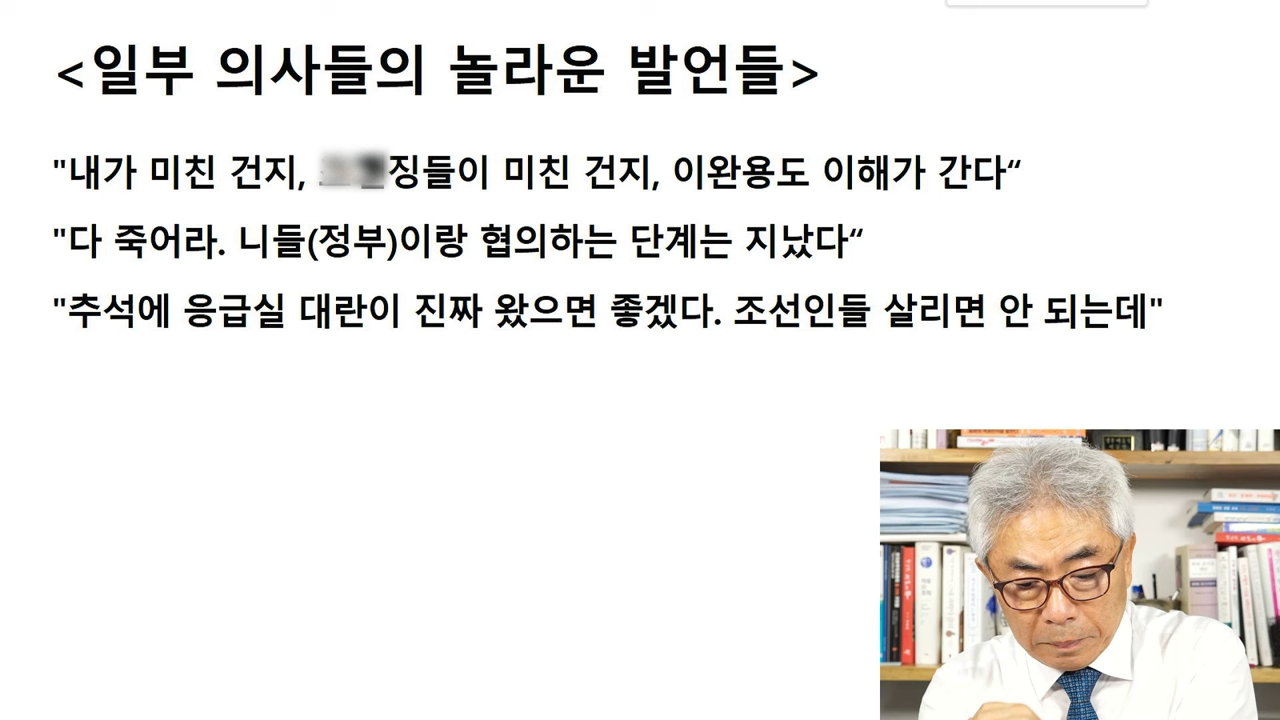 <일부 의사들의 놀라운 발언들>
"내가 미친 건지, 징들이 미친 건지, 이완용도 이해가 간다“
"다 죽어라. 니들(정부)이랑 협의하는 단계는 지났다“
"추석에 응급실 대란이 진짜 왔으면 좋겠다. 조선인들 살리면 안 되는데"